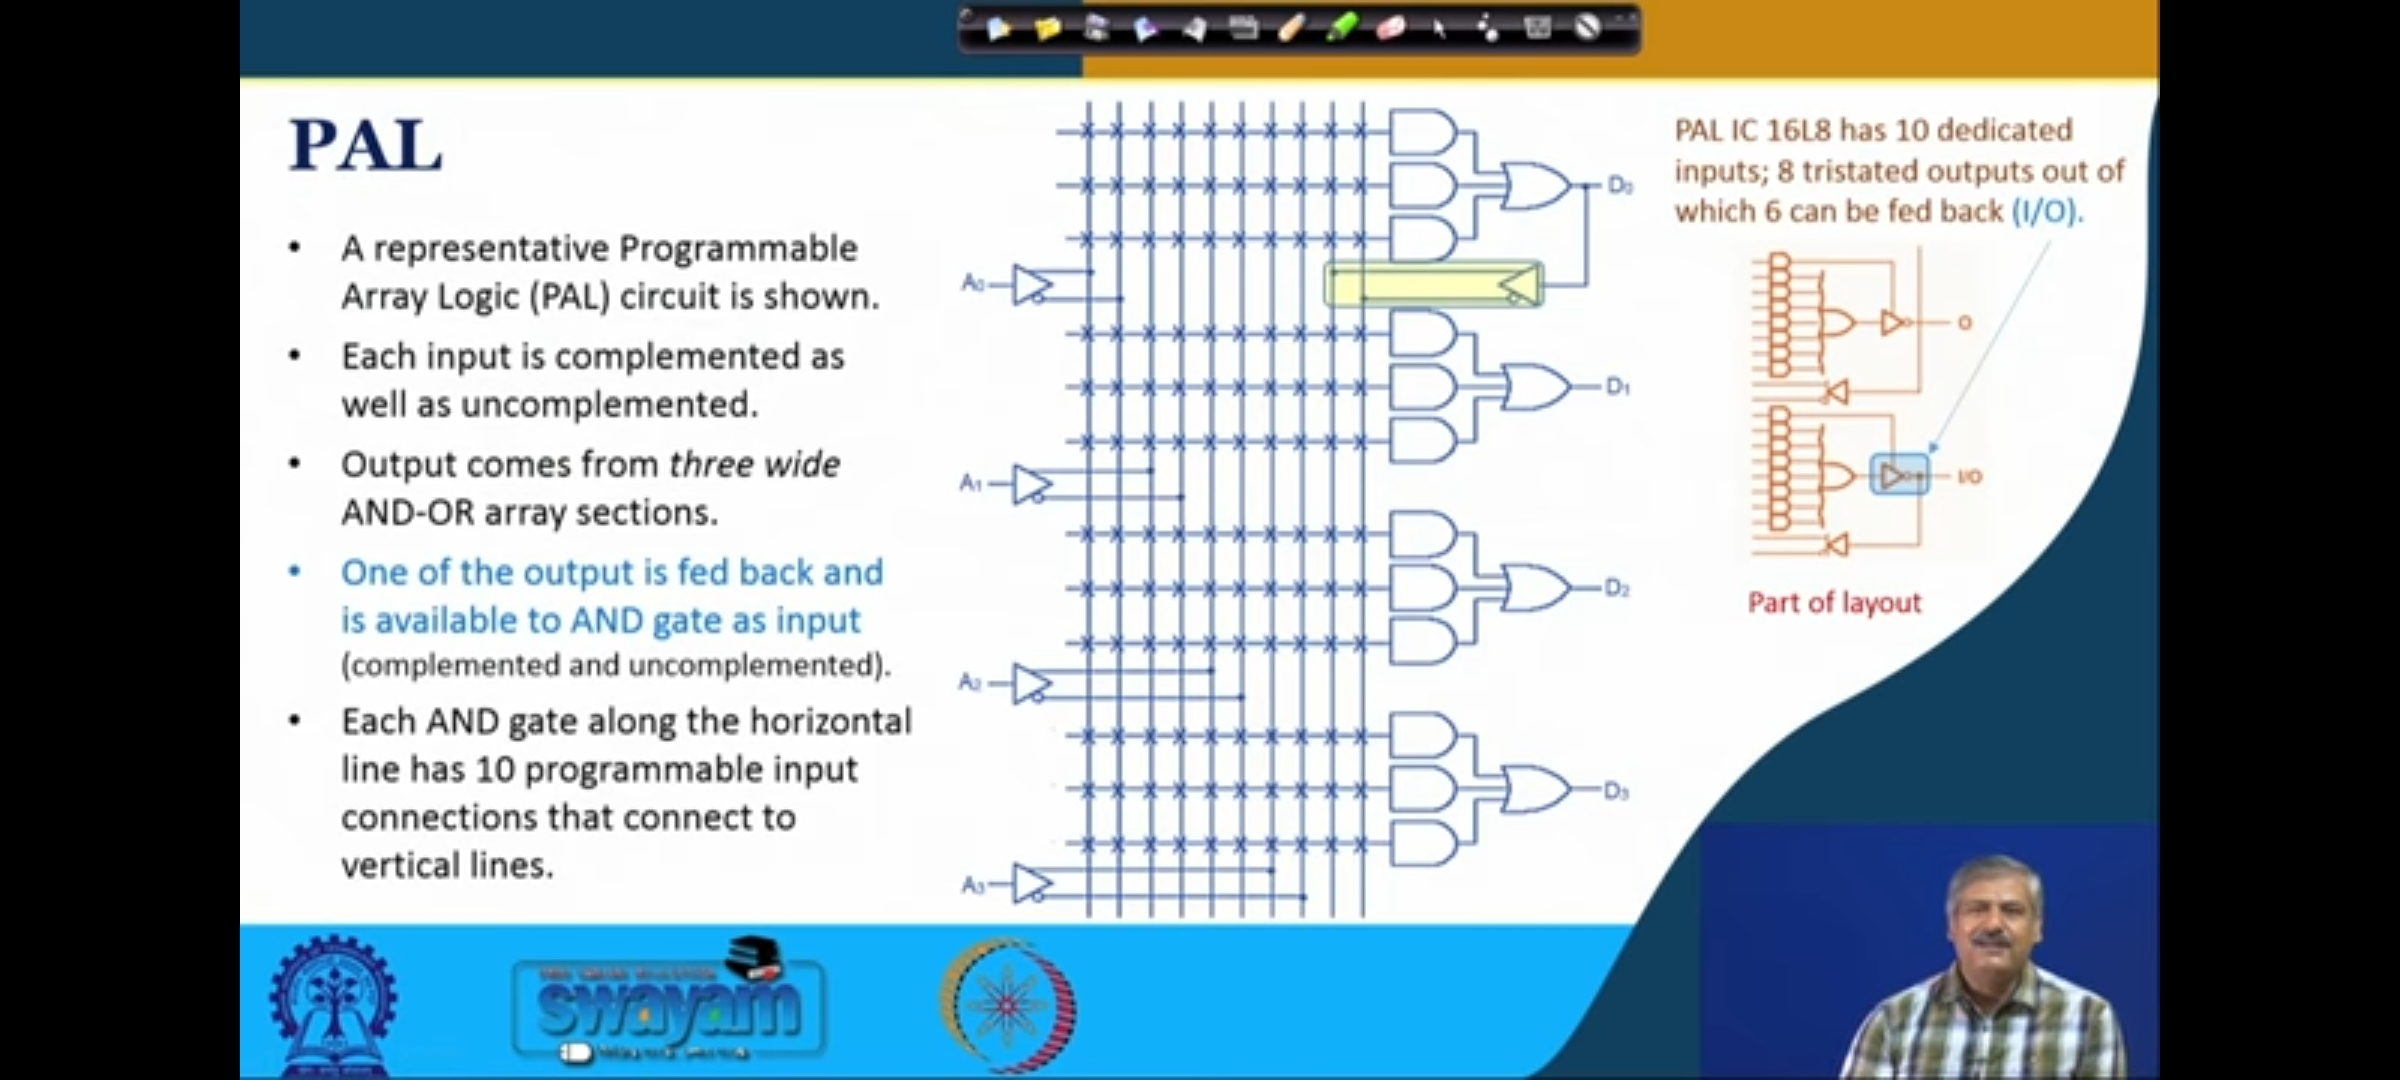 PAL
• A representative Programmable
Array Logic (PAL) circuit is shown.
• Each input is complemented as
well as uncomplemented.
• Output comes from three wide
AND-OR array sections.
• One of the output is fed back and
is available to AND gate as input
(complemented and uncomplemented).
• Each AND gate along the horizontal
line has 10 programmable input
connections that connect to
vertical lines.
A₀
A₁
A₂
A₃
D₀
D₁
D₂
D₃
PAL IC 16L8 has 10 dedicated
inputs; 8 tristated outputs out of
which 6 can be fed back (I/O).
O
I/O
Part of layout
swayam